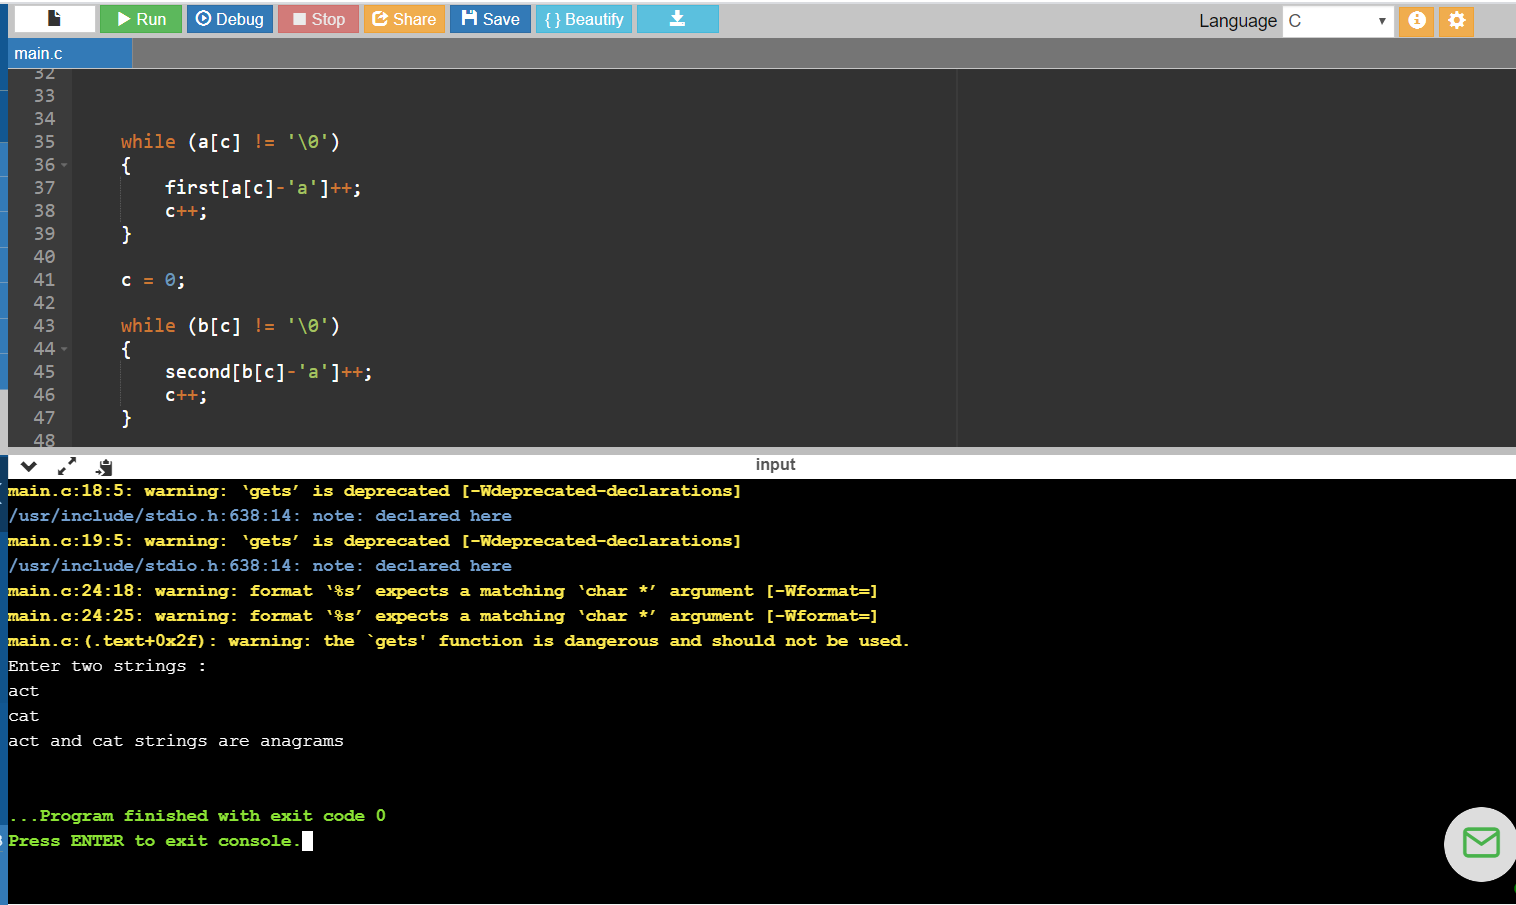 Run Debug Stop Share Save { } Beautify Language C
main.c
32
33
34
35 while (a[c] != '\0')
36 {
37 first[a[c]-'a']++;
38 c++;
39 }
40
41 c = 0;
42
43 while (b[c] != '\0')
44 {
45 second[b[c]-'a']++;
46 c++;
47 }
48
input
main.c:18:5: warning: ‘gets’ is deprecated [-Wdeprecated-declarations]
/usr/include/stdio.h:638:14: note: declared here
main.c:19:5: warning: ‘gets’ is deprecated [-Wdeprecated-declarations]
/usr/include/stdio.h:638:14: note: declared here
main.c:24:18: warning: format ‘%s’ expects a matching ‘char *’ argument [-Wformat=]
main.c:24:25: warning: format ‘%s’ expects a matching ‘char *’ argument [-Wformat=]
main.c:(.text+0x2f): warning: the `gets' function is dangerous and should not be used.
Enter two strings :
act
cat
act and cat strings are anagrams
...Program finished with exit code 0
Press ENTER to exit console.